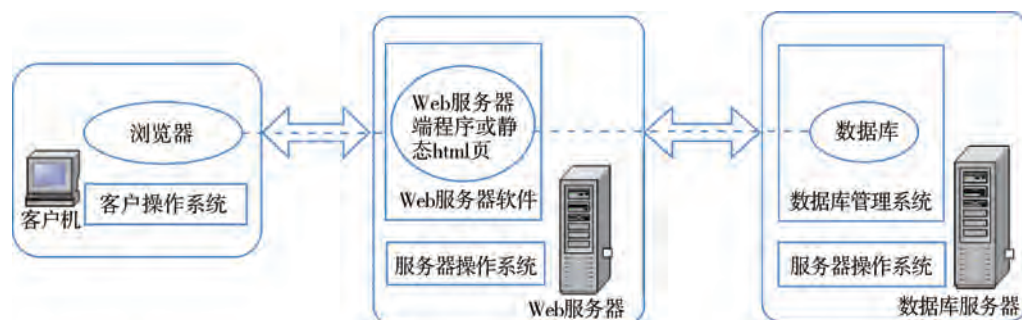 浏览器
客户操作系统
客户机
Web服务器
端程序或静
态html页
Web服务器软件
服务器操作系统
Web服务器
数据库
数据库管理系统
服务器操作系统
数据库服务器